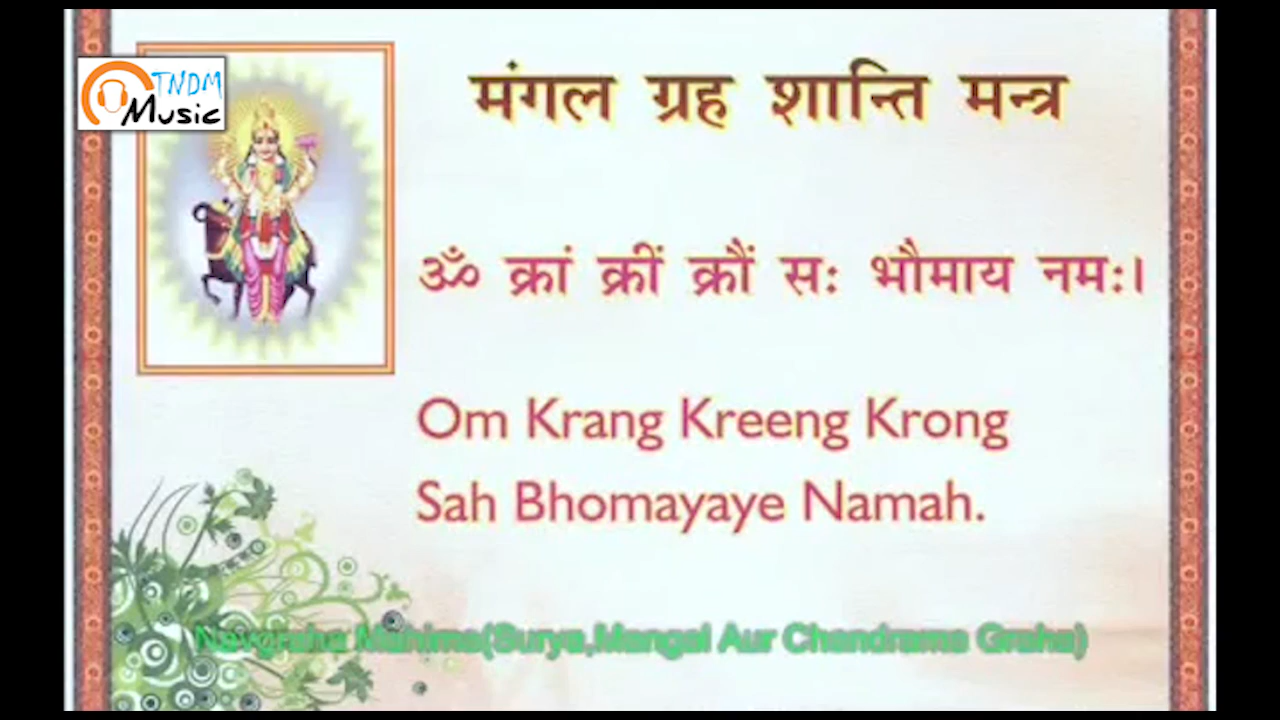 TNDM
Music
मंगल ग्रह शान्ति मन्त्र
ॐ क्रां क्रीं क्रौं सः भौमाय नमः।
Om Krang Kreeng Krong
Sah Bhomayaye Namah.
Navgraha Mahima(Surya,Mangal Aur Chandrama Graha)